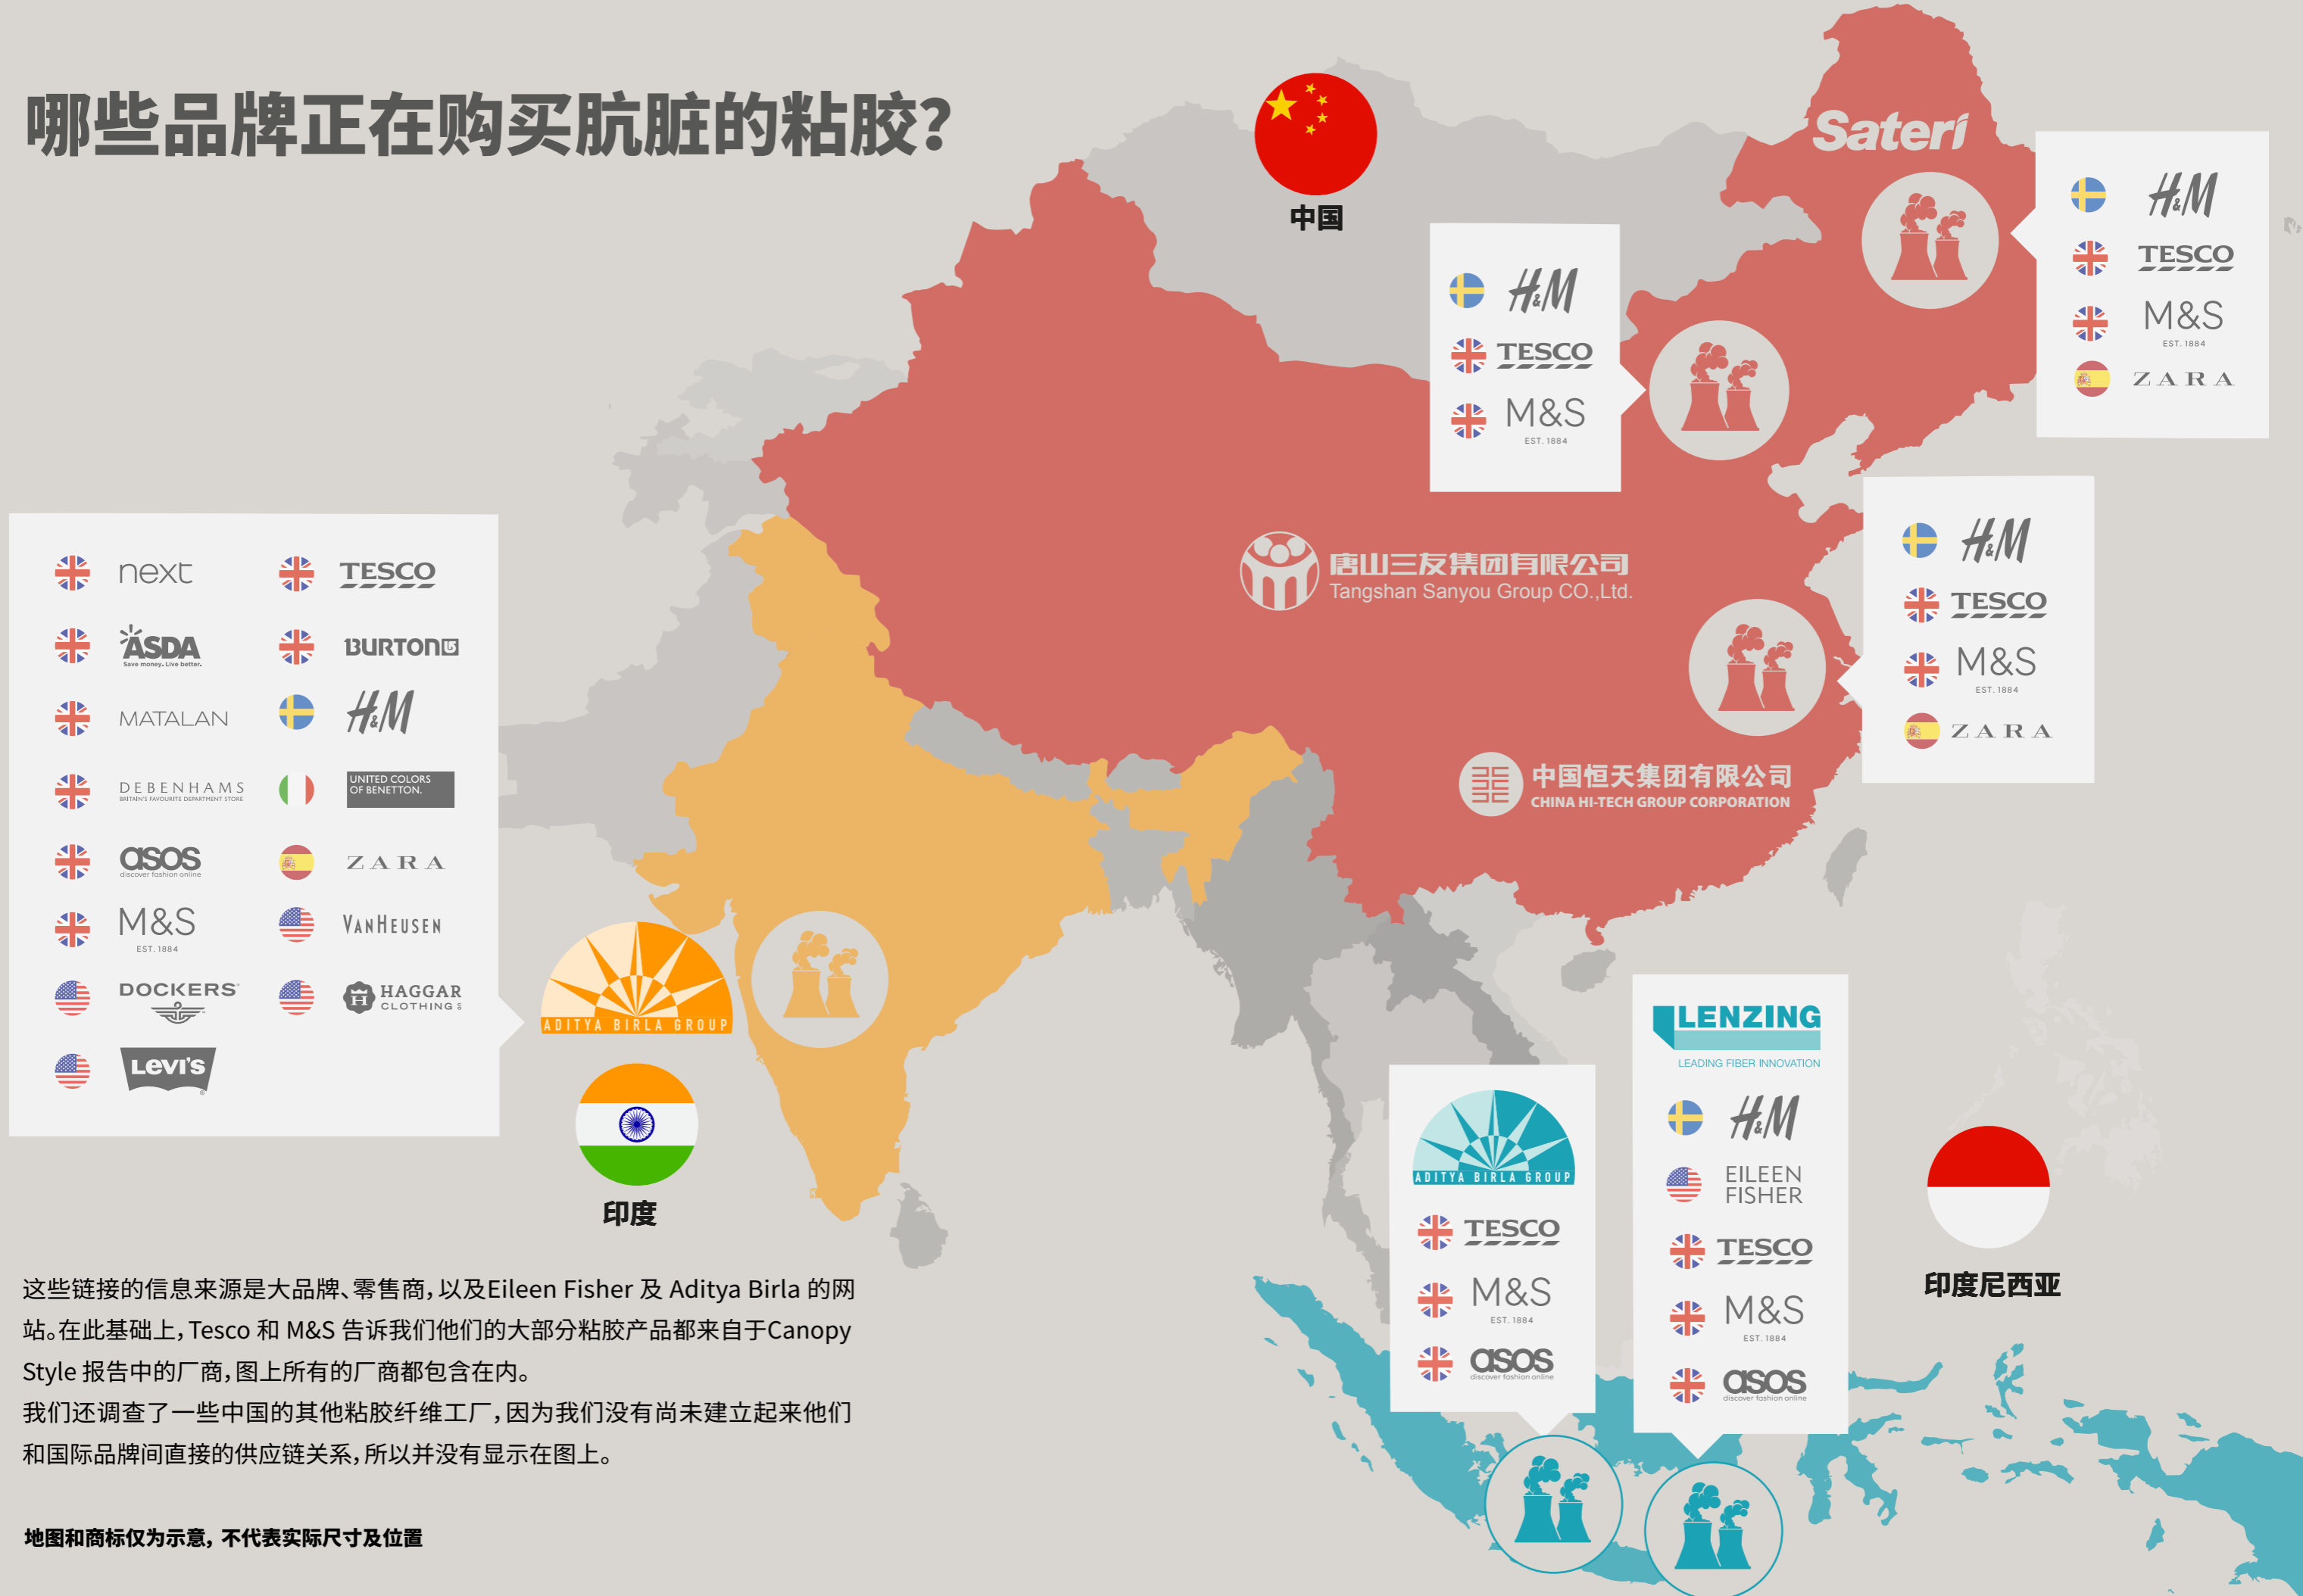 哪些品牌正在购买肮脏的粘胶?
中国
Sateri
H&M
TESCO
M&S
EST. 1884
ZARA
H&M
TESCO
M&S
EST. 1884
唐山三友集团有限公司
Tangshan Sanyou Group CO.,Ltd.
H&M
TESCO
M&S
EST. 1884
ZARA
中国恒天集团有限公司
CHINA HI-TECH GROUP CORPORATION
next
TESCO
ASDA
Save money. Live better.
BURTON
MATALAN
H&M
DEBENHAMS
BRITAIN'S FAVOURITE DEPARTMENT STORE
UNITED COLORS
OF BENETTON.
asos
discover fashion online
ZARA
M&S
EST. 1884
VANHEUSEN
DOCKERS
HAGGAR
CLOTHING
LEVI'S
ADITYA BIRLA GROUP
印度
LENZING
LEADING FIBER INNOVATION
H&M
EILEEN
FISHER
TESCO
M&S
EST. 1884
asos
discover fashion online
ADITYA BIRLA GROUP
TESCO
M&S
EST. 1884
asos
discover fashion online
印度尼西亚
这些链接的信息来源是大品牌、零售商，以及Eileen Fisher 及 Aditya Birla 的网
站。在此基础上，Tesco 和 M&S 告诉我们他们的大部分粘胶产品都来自于Canopy
Style 报告中的厂商，图上所有的厂商都包含在内。
我们还调查了一些中国的其他粘胶纤维工厂，因为我们没有尚未建立起来他们
和国际品牌间直接的供应链关系，所以并没有显示在图上。
地图和商标仅为示意，不代表实际尺寸及位置